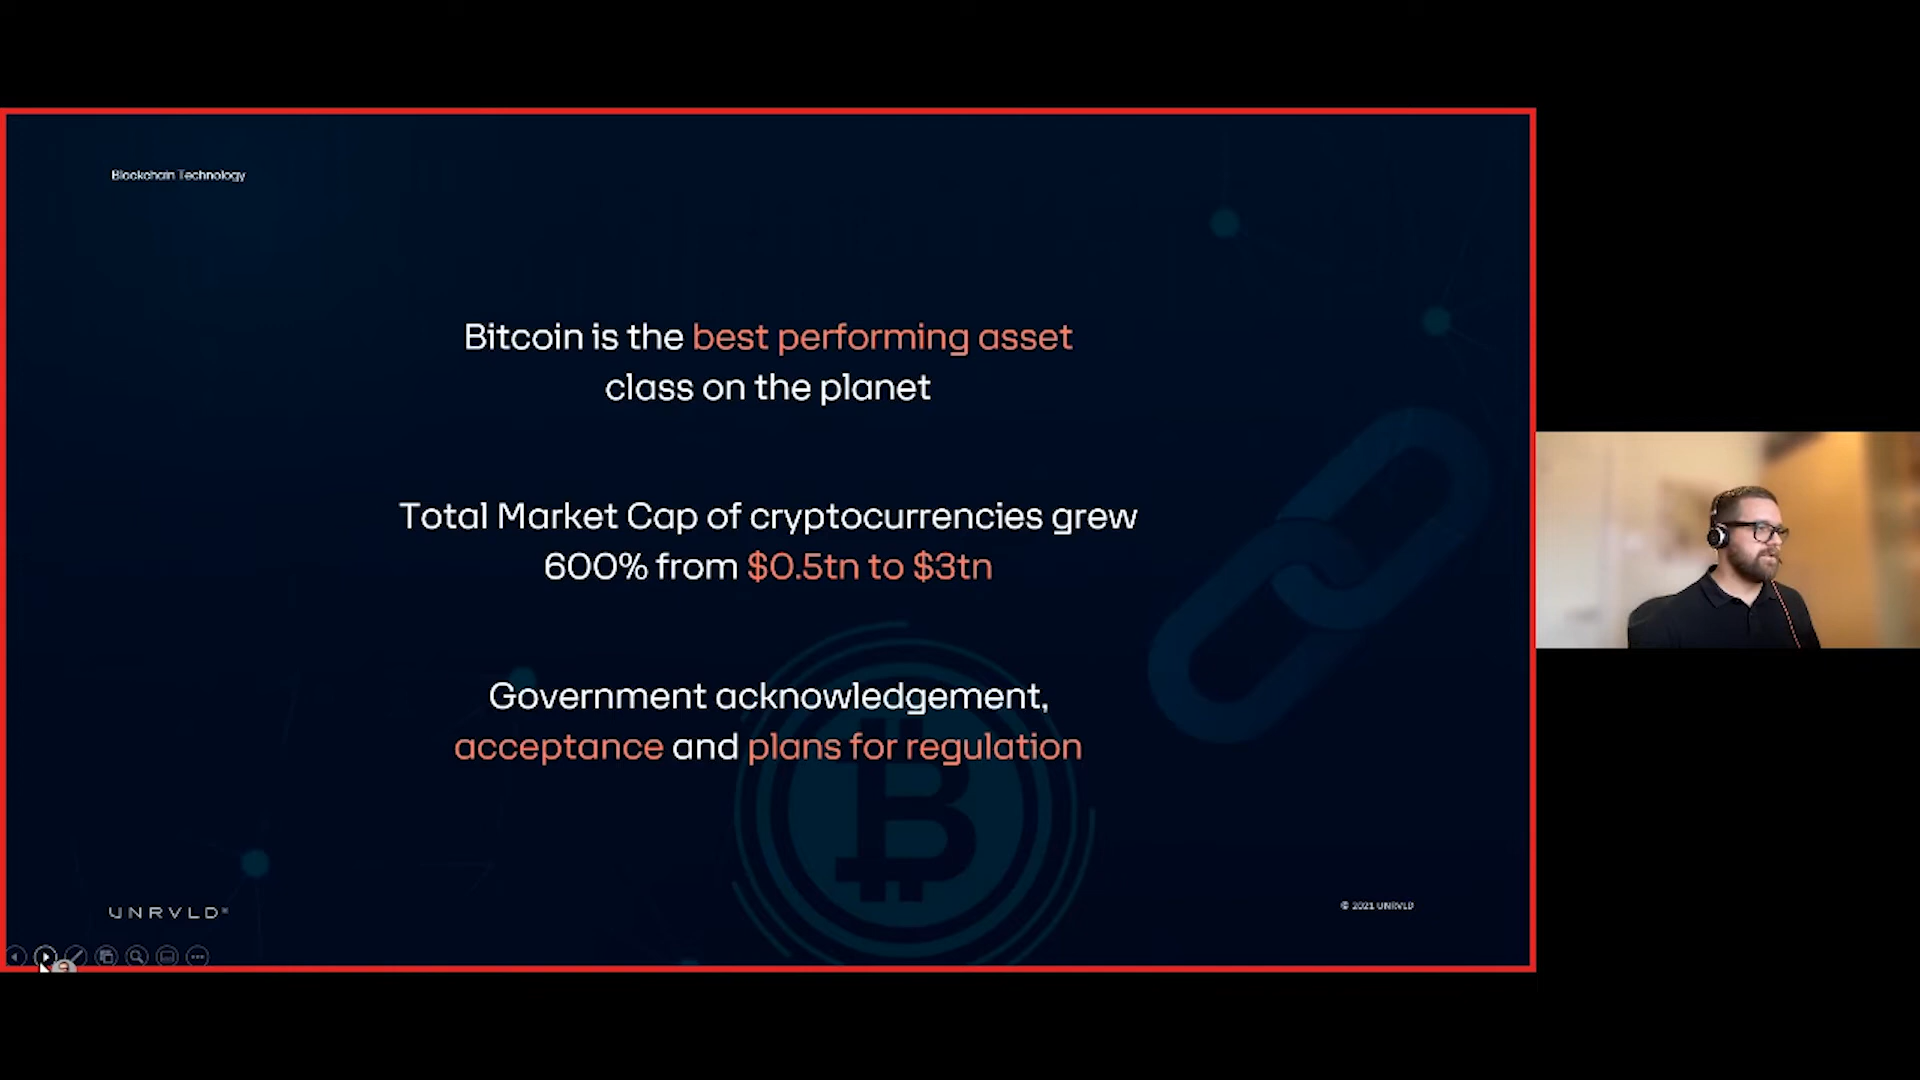 Blockchain Technology
Bitcoin is the best performing asset
class on the planet
Total Market Cap of cryptocurrencies grew
600% from $0.5tn to $3tn
Government acknowledgement,
acceptance and plans for regulation
UNRVLD®
© 2021 UNRVLD